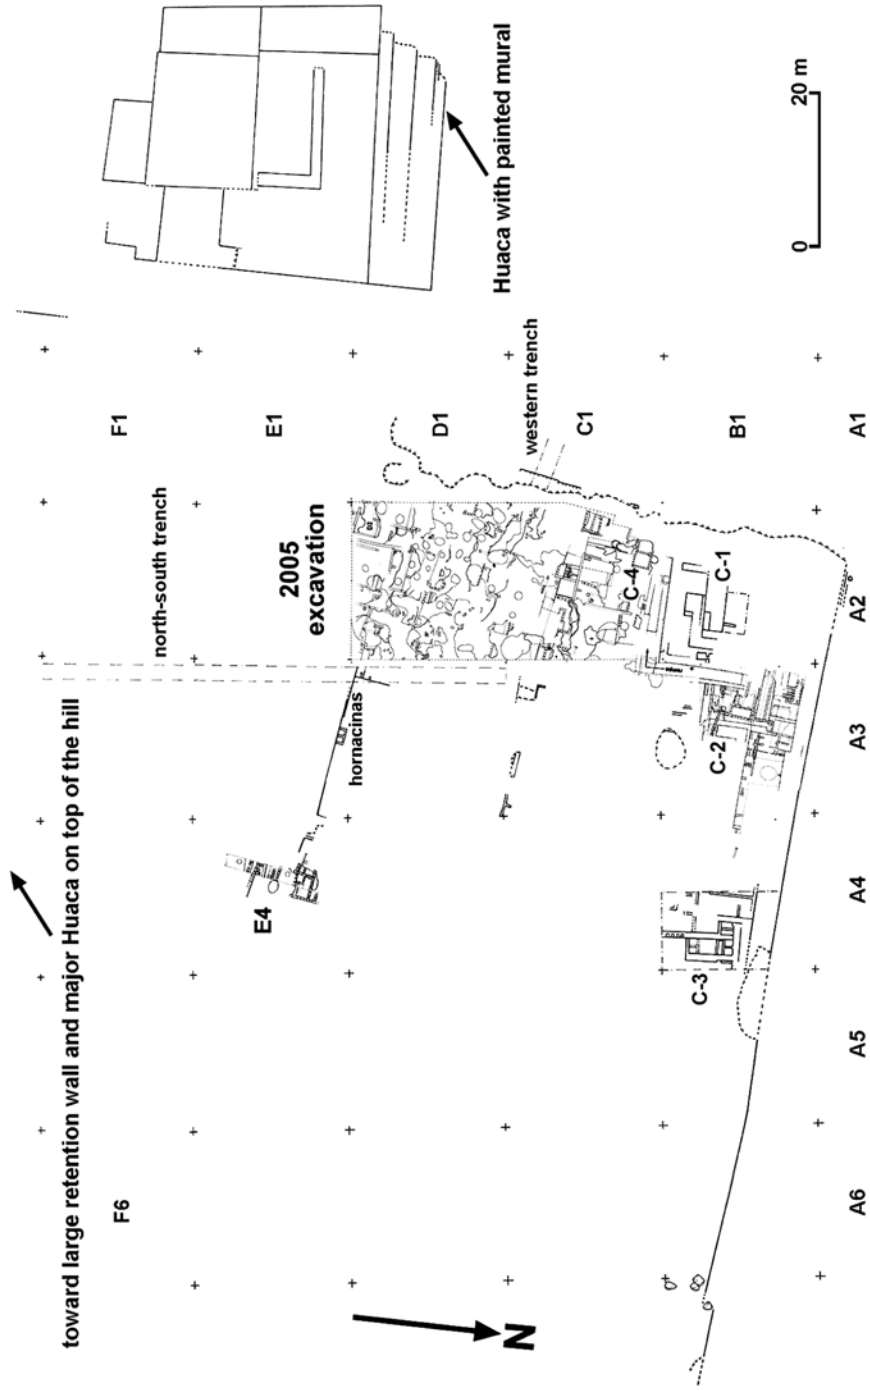 toward large retention wall and major Huaca on top of the hill
F6
F1
north-south trench
E4
E1
2005
excavation
hornacinas
D1
Huaca with painted mural
N
western trench
C1
C-4
C-3
C-2
C-1
B1
0 20 m
A6 A5 A4 A3 A2 A1